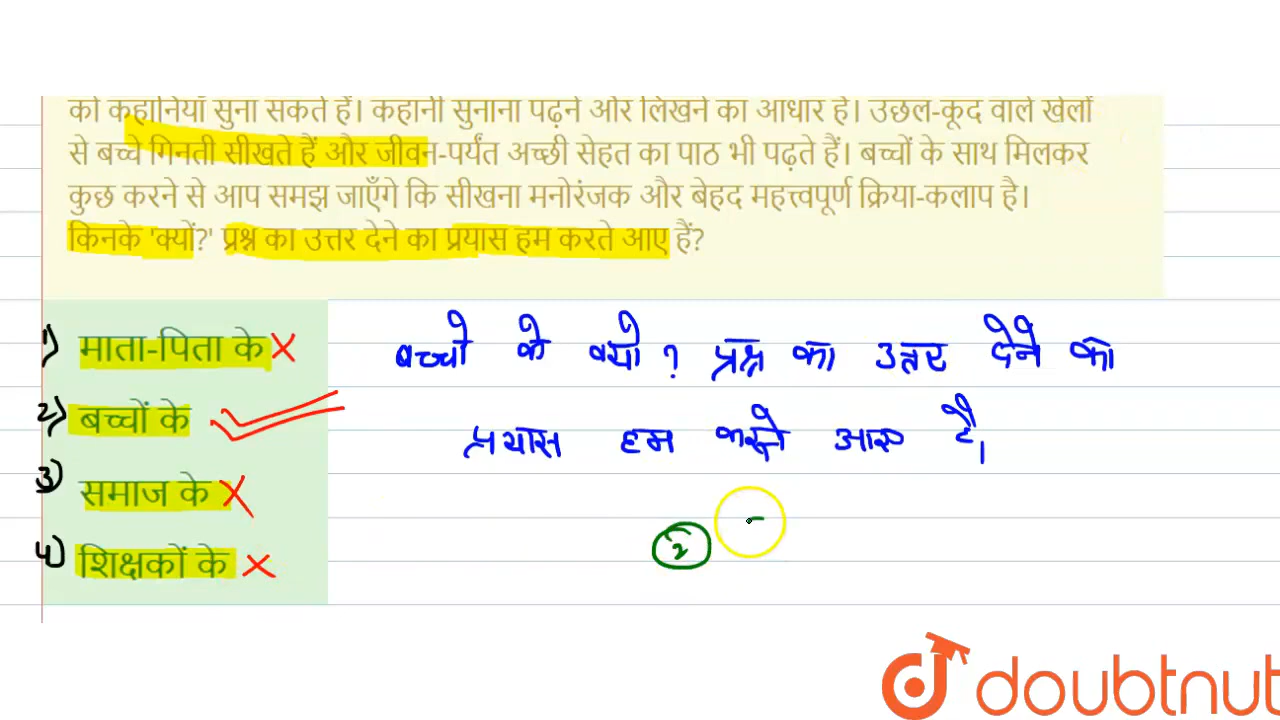 को कहानियाँ सुना सकते हैं। कहानी सुनाना पढ़ने और लिखने का आधार है। उछल-कूद वाले खेलों
से बच्चे गिनती सीखते हैं और जीवन-पर्यंत अच्छी सेहत का पाठ भी पढ़ते हैं। बच्चों के साथ मिलकर
कुछ करने से आप समझ जाएँगे कि सीखना मनोरंजक और बेहद महत्त्वपूर्ण क्रिया-कलाप है।
किनके 'क्यों?' प्रश्न का उत्तर देने का प्रयास हम करते आए हैं?
1) माता-पिता के
2) बच्चों के
3) समाज के
4) शिक्षकों के
बच्चो के क्यो ? प्रश्न का उत्तर देने का
प्रयास हम करते आए है।
2
doubtnut